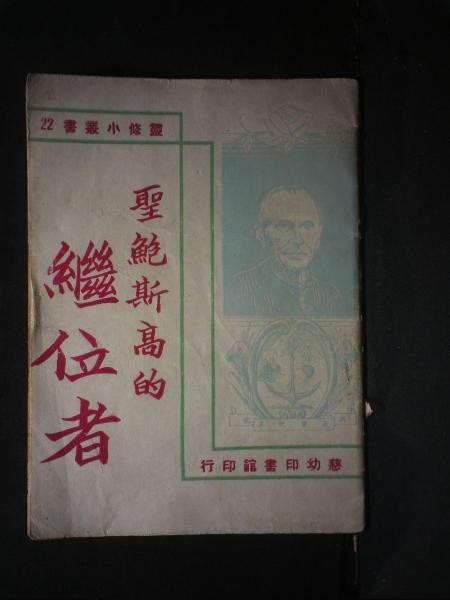 靈修小叢書 22
聖鮑斯高的
繼位者
慈幼印書館印行